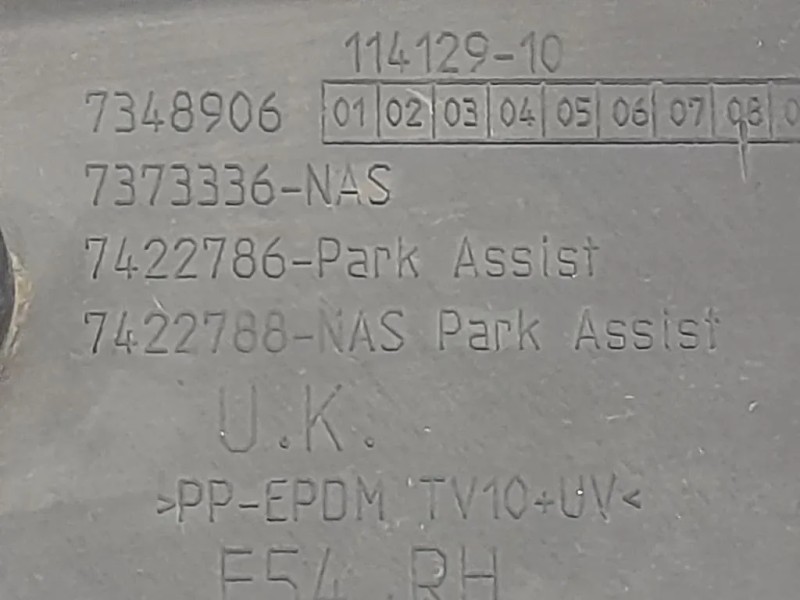 114129-10
7348906 01 02 03 04 05 06 07 08
7373336-NAS
7422786-Park Assist
7422788-NAS Park Assist
U.K.
>PP-EPDM TV10+UV<
F54 RH